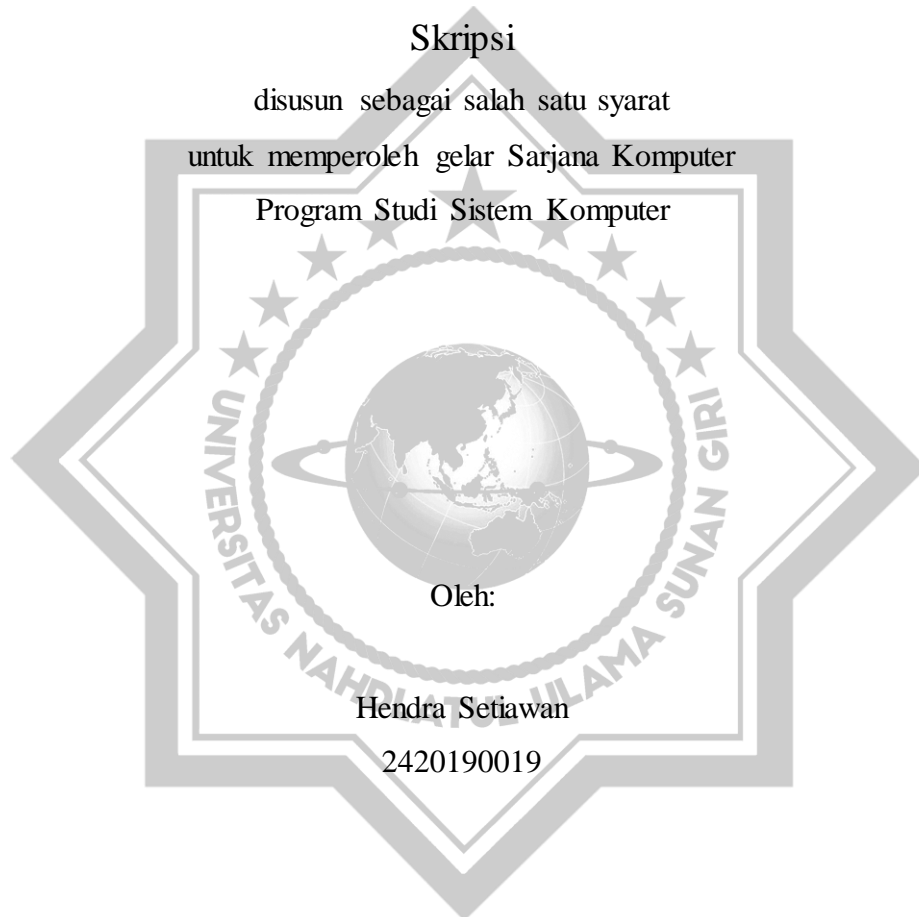 Skripsi
disusun sebagai salah satu syarat
untuk memperoleh gelar Sarjana Komputer
Program Studi Sistem Komputer
UNIVERSITAS NAHDLATUL ULAMA SUNAN GIRI
Oleh:
Hendra Setiawan
2420190019